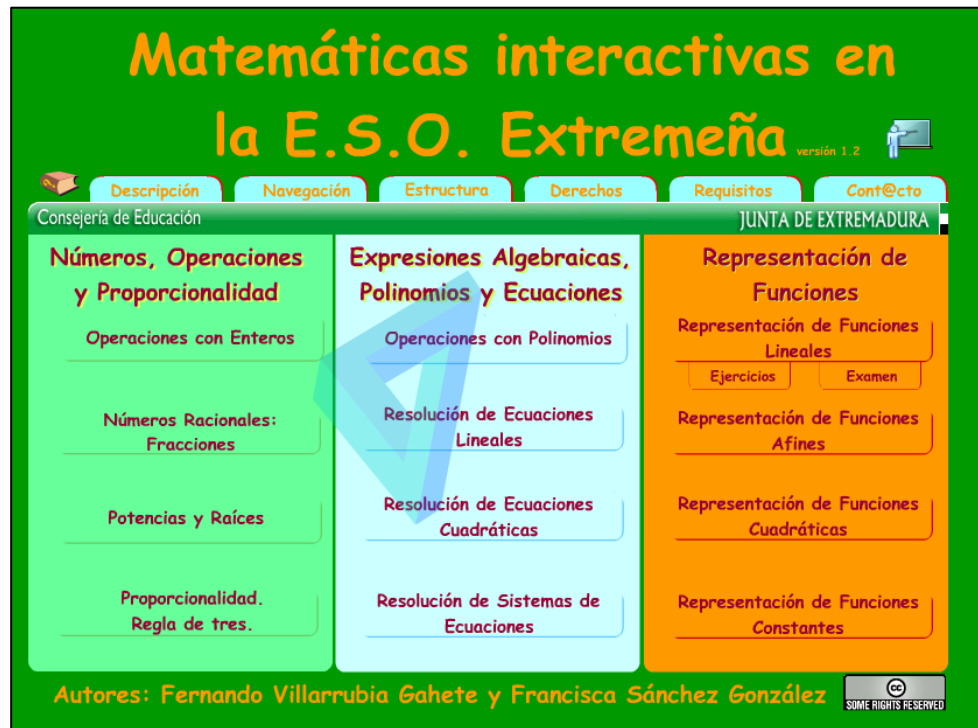 Matemáticas interactivas en
la E.S.O. Extremeña versión 1.2
Descripción Navegación Estructura Derechos Requisitos Cont@cto
Consejería de Educación JUNTA DE EXTREMADURA
Números, Operaciones
y Proporcionalidad
Operaciones con Enteros
Números Racionales:
Fracciones
Potencias y Raíces
Proporcionalidad.
Regla de tres.
Expresiones Algebraicas,
Polinomios y Ecuaciones
Operaciones con Polinomios
Resolución de Ecuaciones
Lineales
Resolución de Ecuaciones
Cuadráticas
Resolución de Sistemas de
Ecuaciones
Representación de
Funciones
Representación de Funciones
Lineales
Ejercicios Examen
Representación de Funciones
Afines
Representación de Funciones
Cuadráticas
Representación de Funciones
Constantes
Autores: Fernando Villarrubia Gahete y Francisca Sánchez González
cc
SOME RIGHTS RESERVED